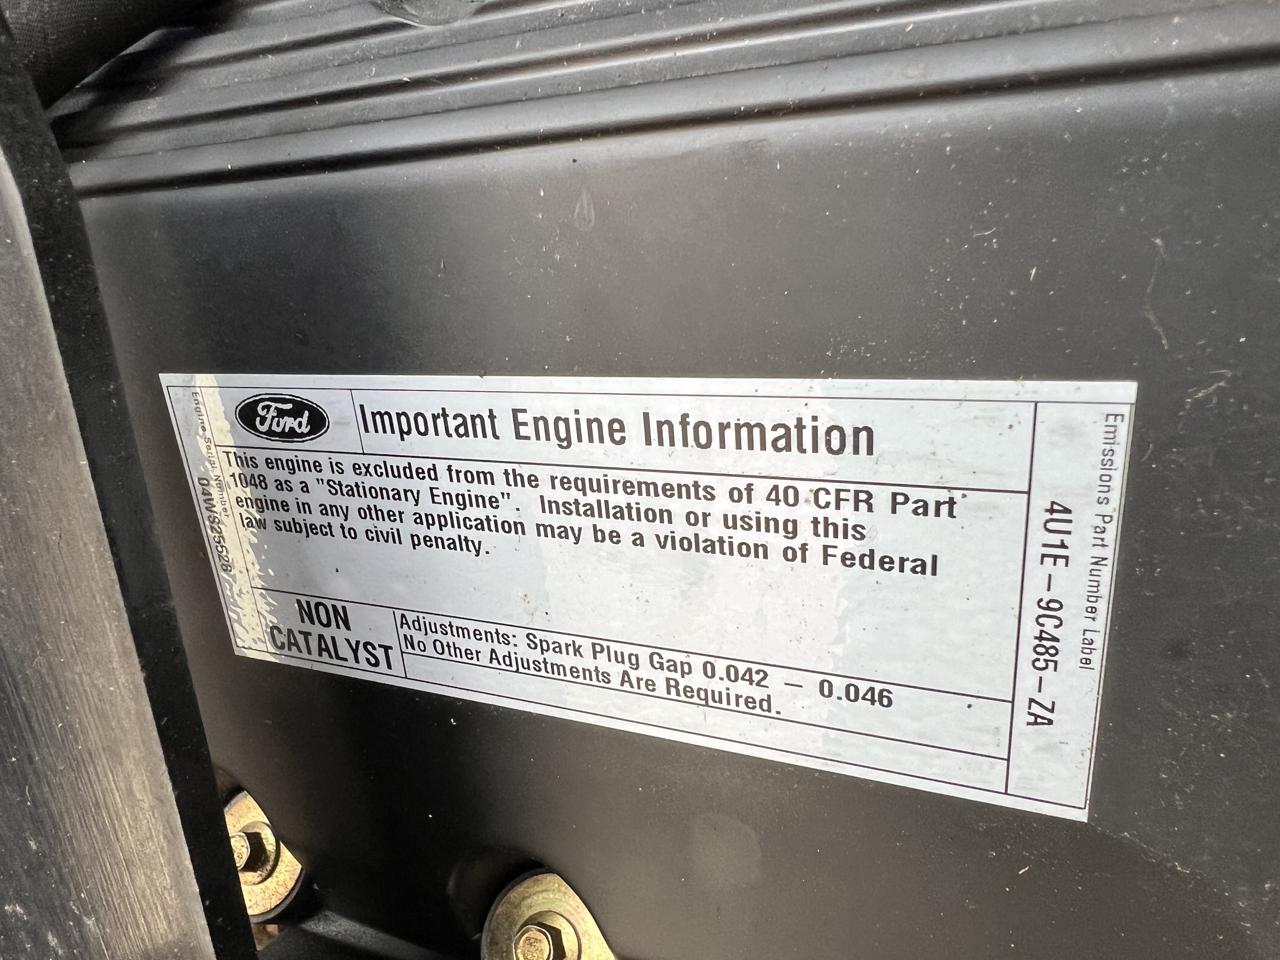 Ford
Important Engine Information
This engine is excluded from the requirements of 40 CFR Part
1048 as a "Stationary Engine". Installation or using this
engine in any other application may be a violation of Federal
law subject to civil penalty.
NON
CATALYST
Adjustments: Spark Plug Gap 0.042 – 0.046
No Other Adjustments Are Required.
Emissions Part Number Label
4U1E–9C485–ZA
Engine Serial Number